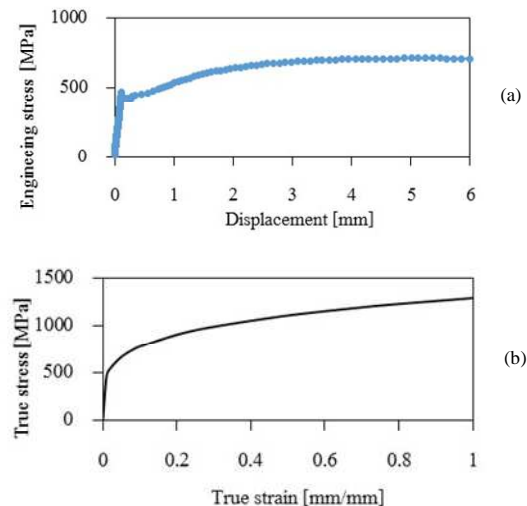 (a)
Engineering stress [MPa]
1000
500
0
0 1 2 3 4 5 6
Displacement [mm]
(b)
True stress [MPa]
1500
1000
500
0
0 0.2 0.4 0.6 0.8 1
True strain [mm/mm]